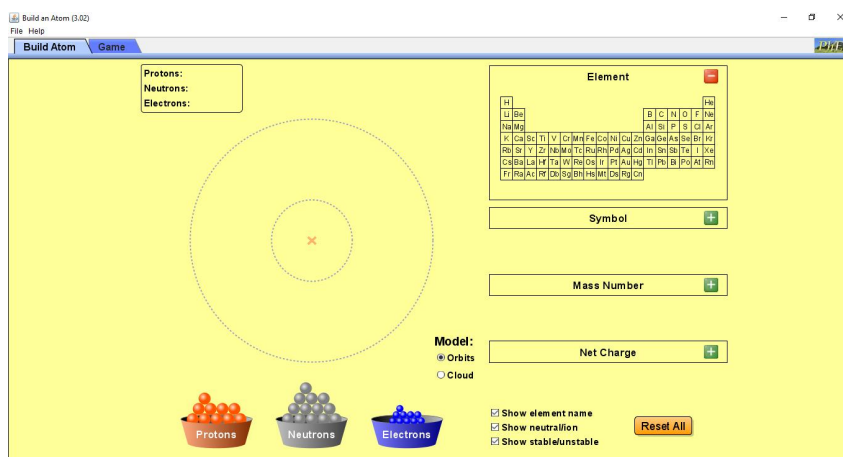 Build an Atom (3.02)
File Help
Build Atom Game
PhET
Protons:
Neutrons:
Electrons:
Element
H He
Li Be B C N O F Ne
Na Mg Al Si P S Cl Ar
K Ca Sc Ti V Cr Mn Fe Co Ni Cu Zn Ga Ge As Se Br Kr
Rb Sr Y Zr Nb Mo Tc Ru Rh Pd Ag Cd In Sn Sb Te I Xe
Cs Ba La Hf Ta W Re Os Ir Pt Au Hg Tl Pb Bi Po At Rn
Fr Ra Ac Rf Db Sg Bh Hs Mt Ds Rg Cn
Symbol
Mass Number
Net Charge
Model:
Orbits
Cloud
Protons
Neutrons
Electrons
Show element name
Show neutral/ion
Show stable/unstable
Reset All